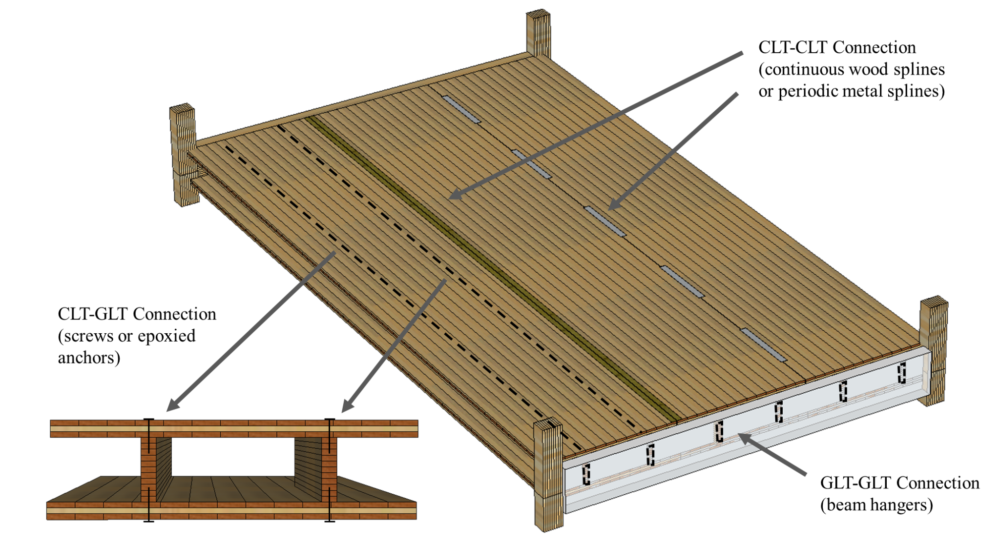 CLT-CLT Connection
(continuous wood splines
or periodic metal splines)
CLT-GLT Connection
(screws or epoxied
anchors)
GLT-GLT Connection
(beam hangers)